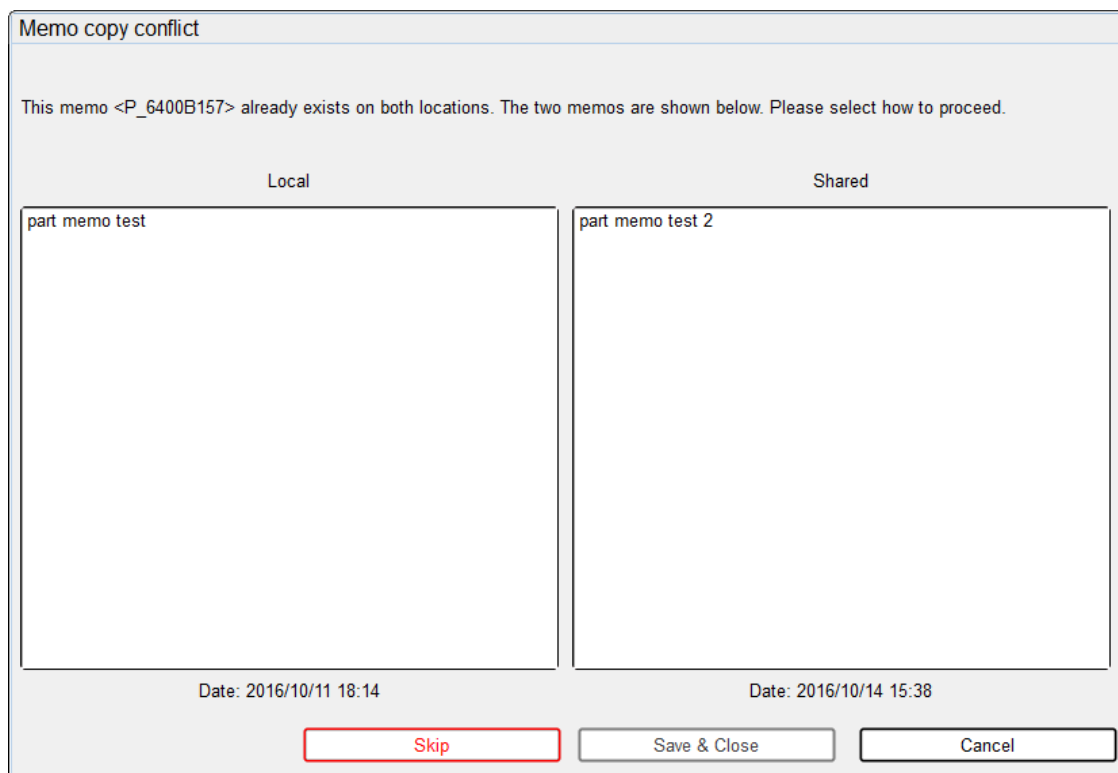 Memo copy conflict
This memo <P_6400B157> already exists on both locations. The two memos are shown below. Please select how to proceed.
Local
Shared
part memo test
part memo test 2
Date: 2016/10/11 18:14
Date: 2016/10/14 15:38
Skip
Save & Close
Cancel